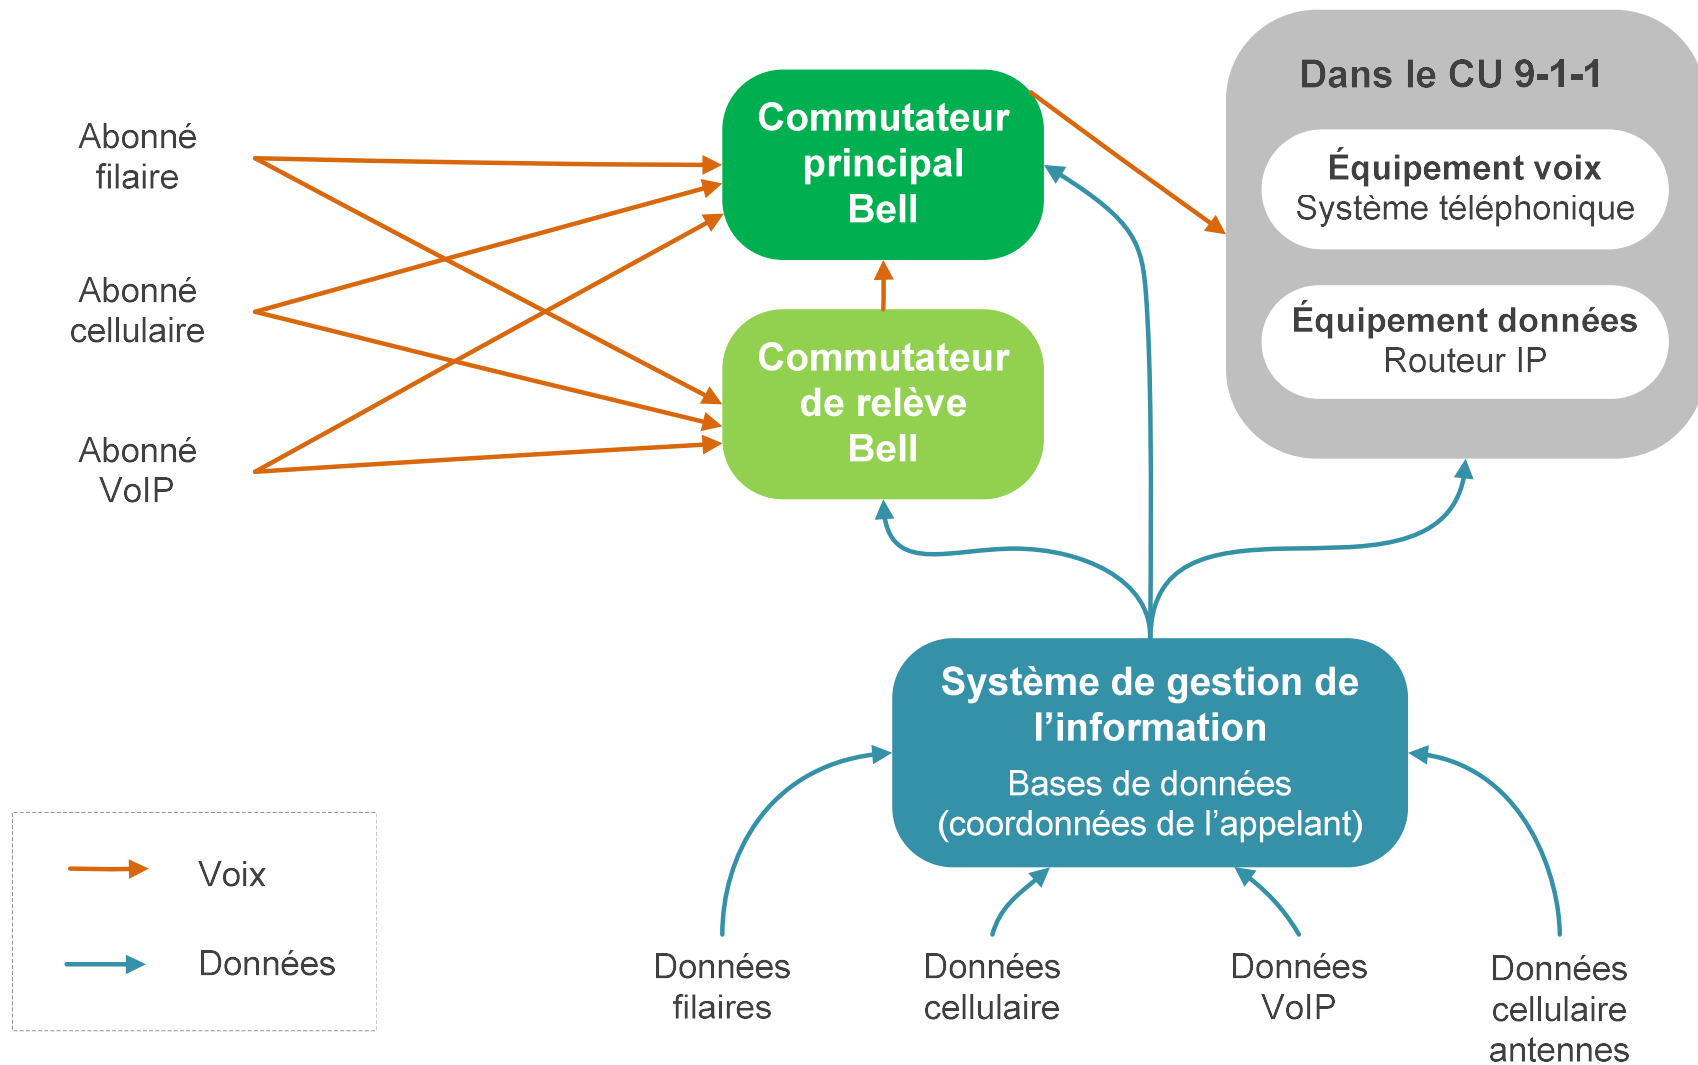 Abonné
filaire
Abonné
cellulaire
Abonné
VoIP
Commutateur
principal
Bell
Commutateur
de relève
Bell
Dans le CU 9-1-1
Équipement voix
Système téléphonique
Équipement données
Routeur IP
Système de gestion de
l’information
Bases de données
(coordonnées de l’appelant)
Voix
Données
Données
filaires
Données
cellulaire
Données
VoIP
Données
cellulaire
antennes